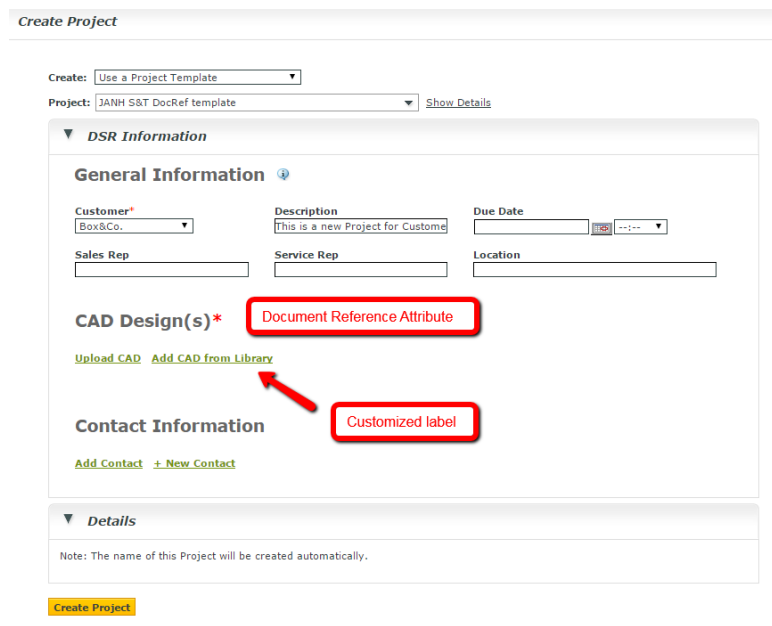 Create Project
Create: Use a Project Template
Project: JANH S&T DocRef template Show Details
DSR Information
General Information
Customer* Description Due Date
Box&Co. This is a new Project for Custome --:--
Sales Rep Service Rep Location
CAD Design(s)* Document Reference Attribute
Upload CAD Add CAD from Library
Customized label
Contact Information
Add Contact + New Contact
Details
Note: The name of this Project will be created automatically.
Create Project